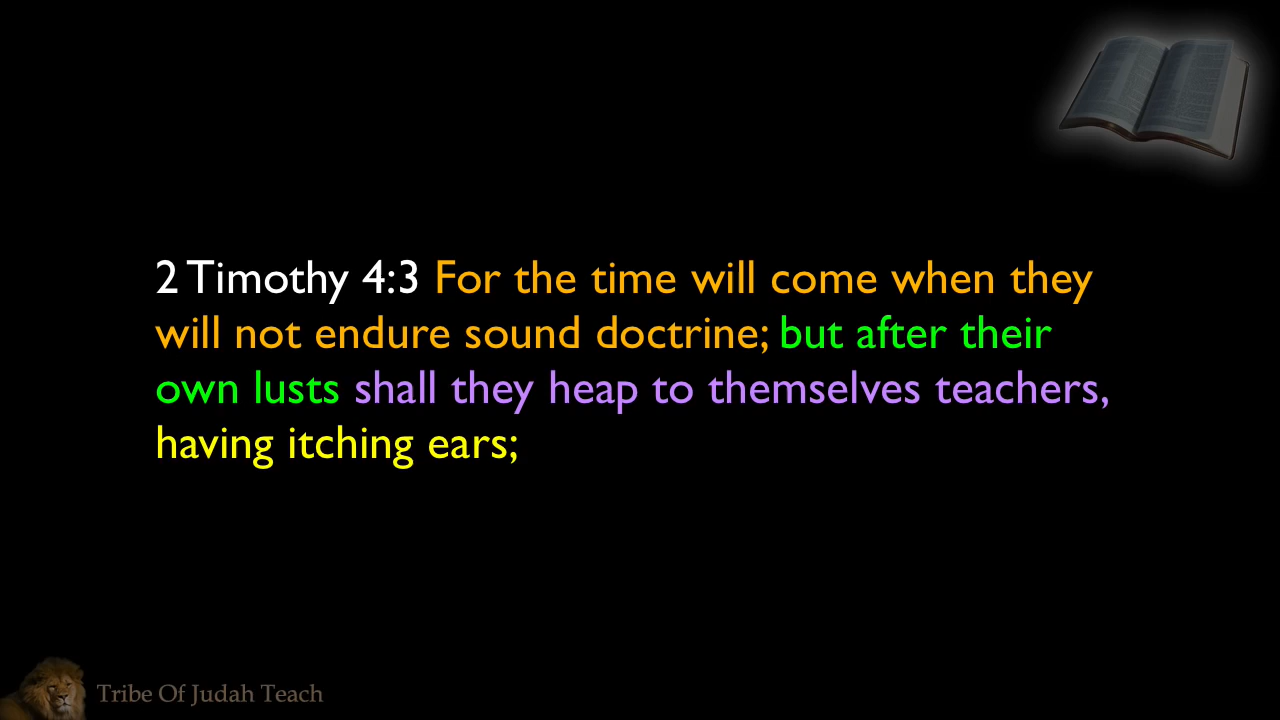 2 Timothy 4:3 For the time will come when they
will not endure sound doctrine; but after their
own lusts shall they heap to themselves teachers,
having itching ears;
Tribe Of Judah Teach